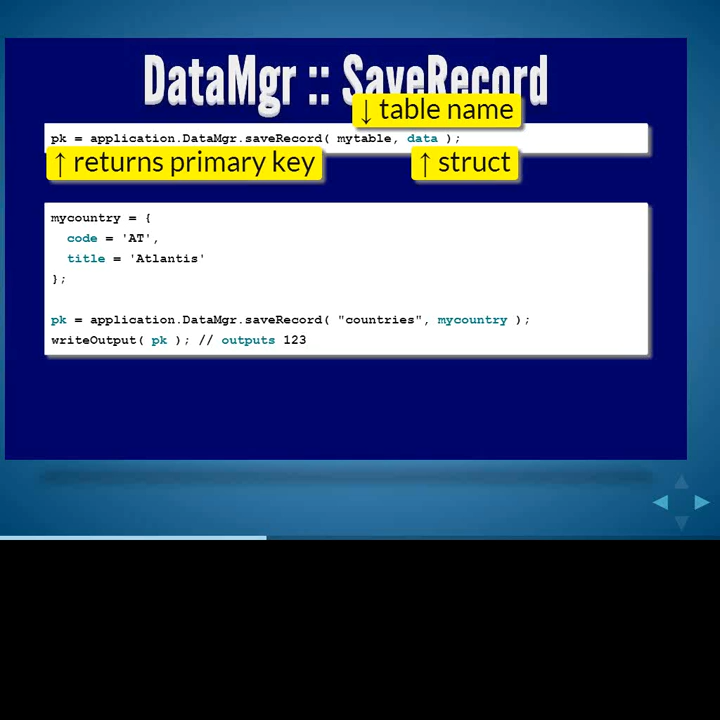 DataMgr :: SaveRecord
↓ table name
pk = application.DataMgr.saveRecord( mytable, data );
↑ returns primary key
↑ struct
mycountry = {
code = 'AT',
title = 'Atlantis'
};
pk = application.DataMgr.saveRecord( "countries", mycountry );
writeOutput( pk ); // outputs 123